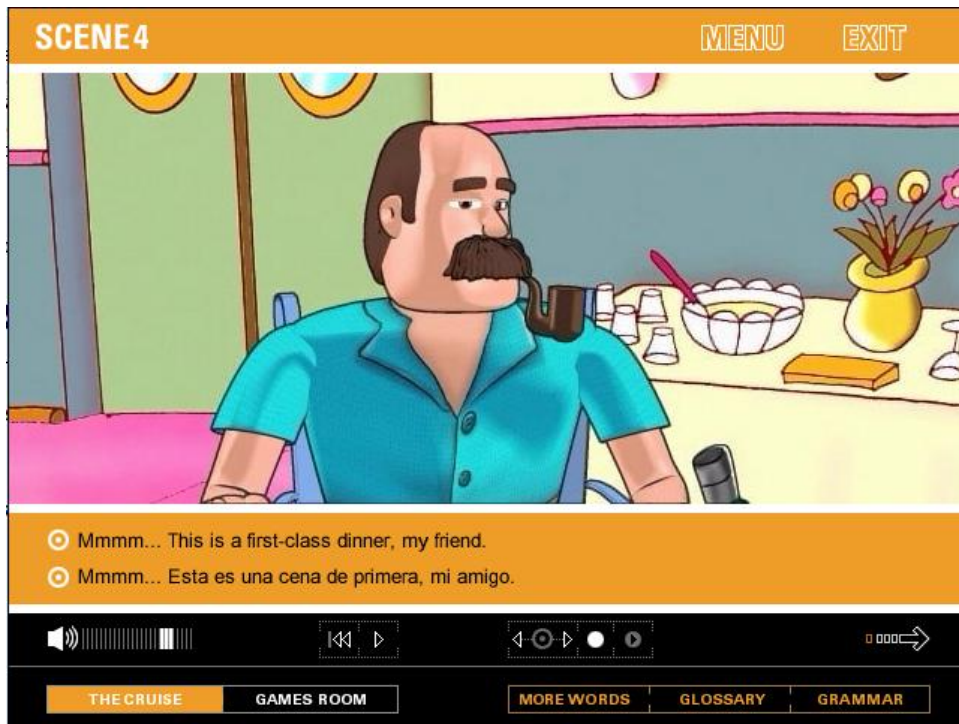 SCENE 4
MENU
EXIT
Mmmm... This is a first-class dinner, my friend.
Mmmm... Esta es una cena de primera, mi amigo.
THE CRUISE
GAMES ROOM
MORE WORDS
GLOSSARY
GRAMMAR